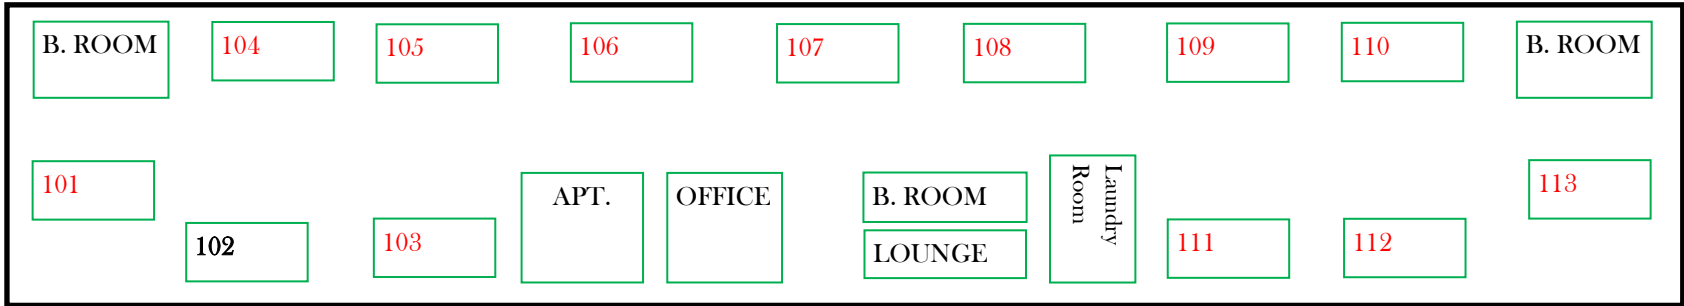 B. ROOM
104
105
106
107
108
109
110
B. ROOM
101
102
103
APT.
OFFICE
B. ROOM
LOUNGE
Laundry
Room
111
112
113